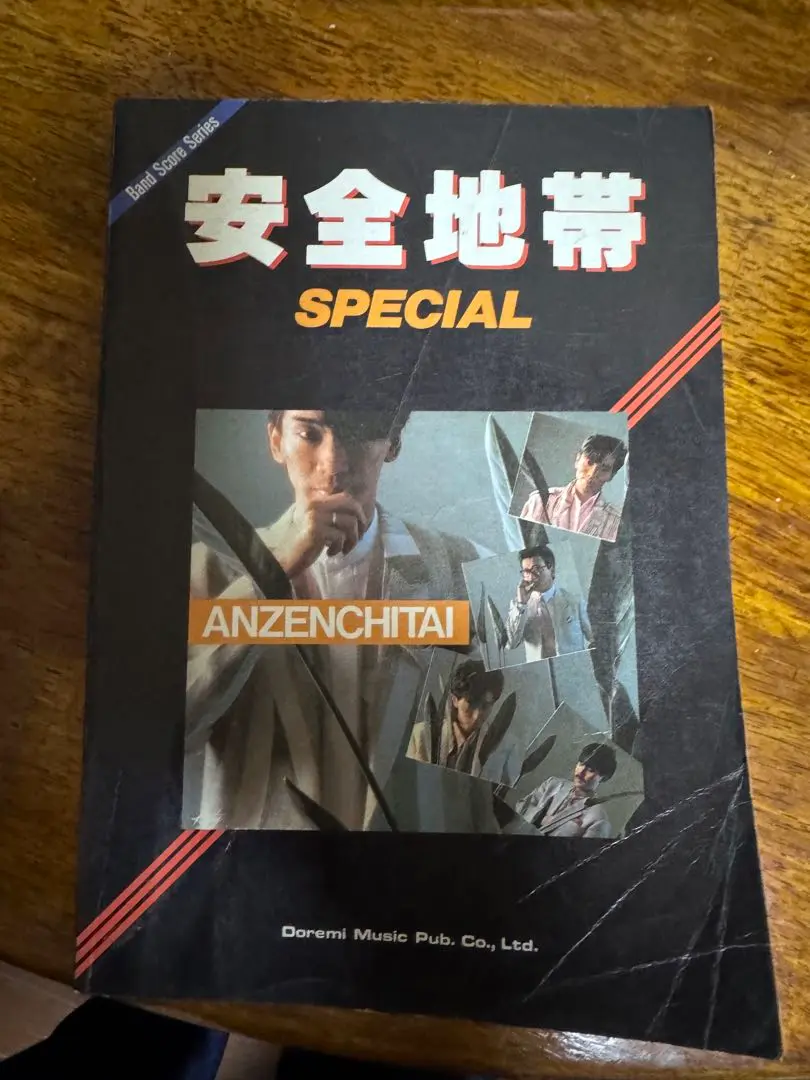 Band Score Series
安全地帯
SPECIAL
ANZENCHITAI
Doremi Music Pub. Co., Ltd.